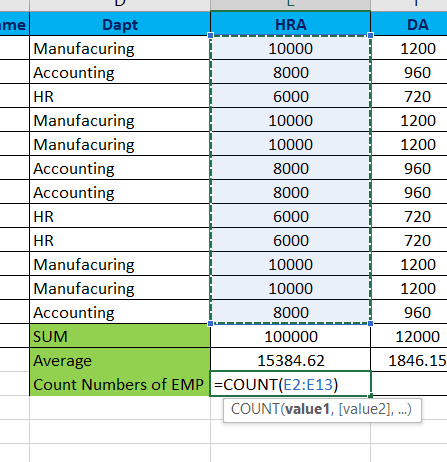 D
me Dapt HRA DA
Manufacuring 10000 1200
Accounting 8000 960
HR 6000 720
Manufacuring 10000 1200
Manufacuring 10000 1200
Accounting 8000 960
Accounting 8000 960
HR 6000 720
HR 6000 720
Manufacuring 10000 1200
Manufacuring 10000 1200
Accounting 8000 960
SUM 100000 12000
Average 15384.62 1846.15
Count Numbers of EMP =COUNT(E2:E13)
COUNT(value1, [value2], ...)